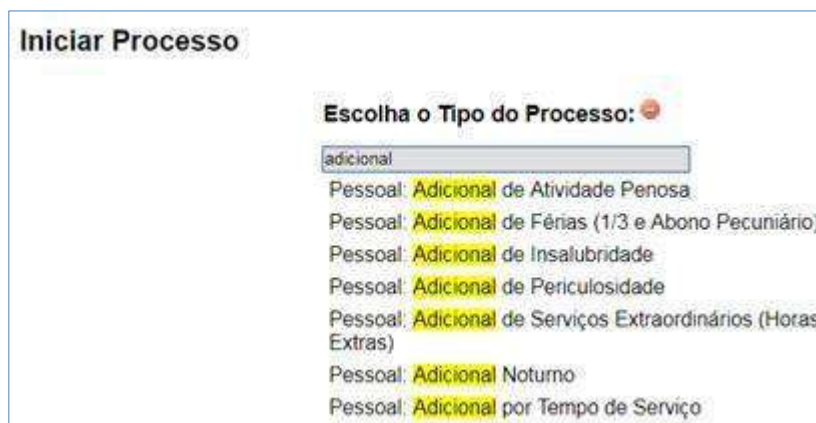 Iniciar Processo
Escolha o Tipo do Processo:
adicional
Pessoal: Adicional de Atividade Penosa
Pessoal: Adicional de Férias (1/3 e Abono Pecuniário)
Pessoal: Adicional de Insalubridade
Pessoal: Adicional de Periculosidade
Pessoal: Adicional de Serviços Extraordinários (Horas
Extras)
Pessoal: Adicional Noturno
Pessoal: Adicional por Tempo de Serviço